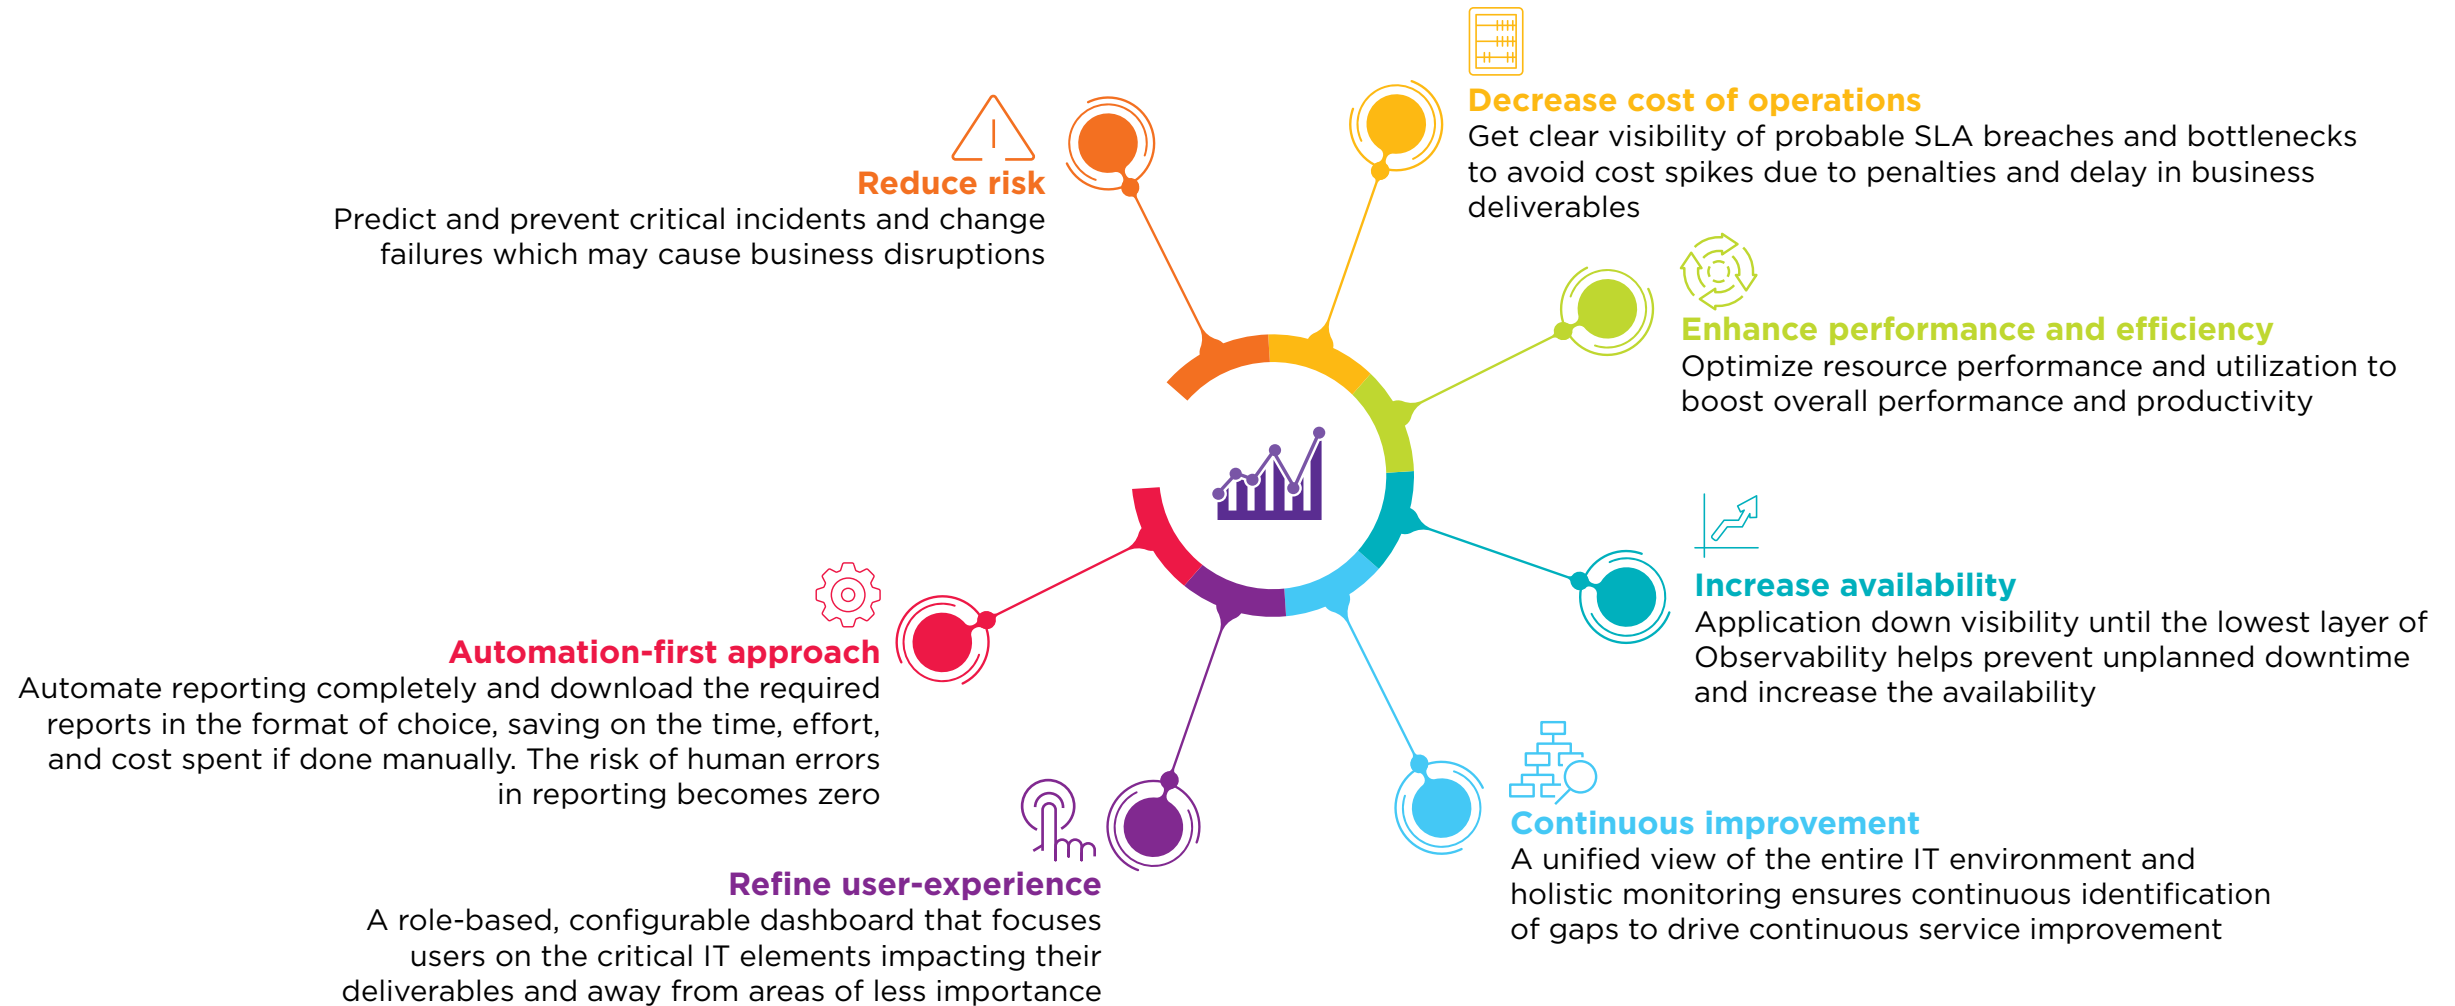 Reduce risk
Predict and prevent critical incidents and change
failures which may cause business disruptions
Decrease cost of operations
Get clear visibility of probable SLA breaches and bottlenecks
to avoid cost spikes due to penalties and delay in business
deliverables
Enhance performance and efficiency
Optimize resource performance and utilization to
boost overall performance and productivity
Increase availability
Application down visibility until the lowest layer of
Observability helps prevent unplanned downtime
and increase the availability
Continuous improvement
A unified view of the entire IT environment and
holistic monitoring ensures continuous identification
of gaps to drive continuous service improvement
Refine user-experience
A role-based, configurable dashboard that focuses
users on the critical IT elements impacting their
deliverables and away from areas of less importance
Automation-first approach
Automate reporting completely and download the required
reports in the format of choice, saving on the time, effort,
and cost spent if done manually. The risk of human errors
in reporting becomes zero